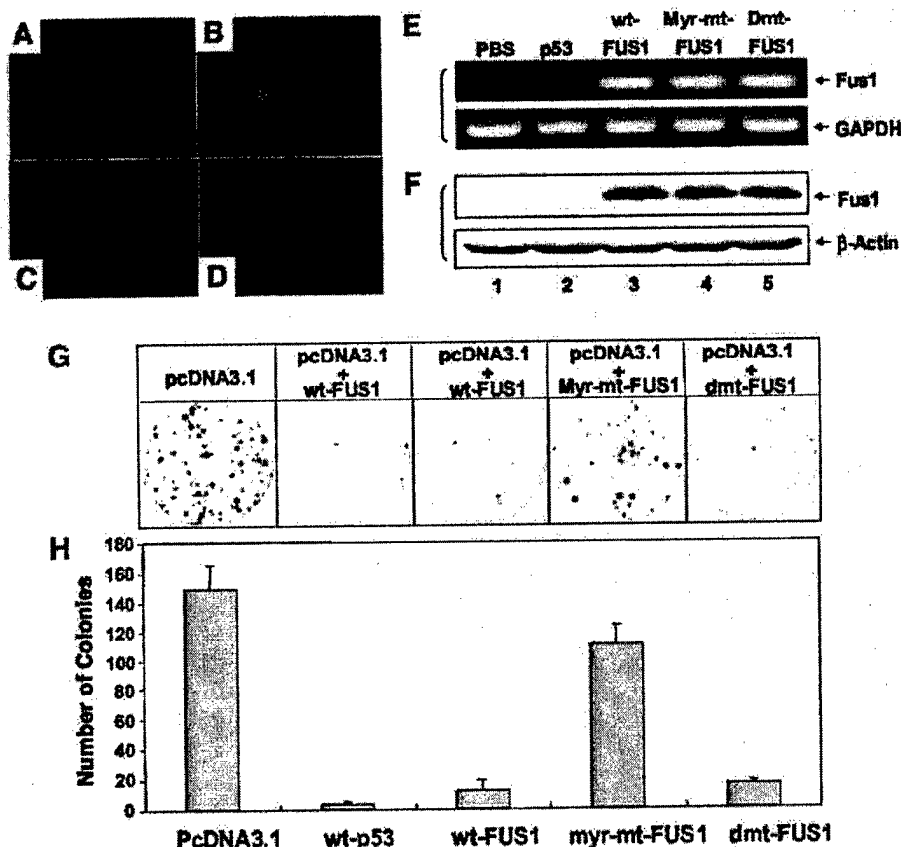 A
B
C
D
E
PBS
p53
wt-
FUS1
Myr-mt-
FUS1
Dmt-
FUS1
← Fus1
← GAPDH
F
← Fus1
← β-Actin
1 2 3 4 5
G
pcDNA3.1
pcDNA3.1
+
wt-FUS1
pcDNA3.1
+
wt-FUS1
pcDNA3.1
+
Myr-mt-FUS1
pcDNA3.1
+
dmt-FUS1
H
Number of Colonies
180
160
140
120
100
80
60
40
20
0
PcDNA3.1 wt-p53 wt-FUS1 myr-mt-FUS1 dmt-FUS1